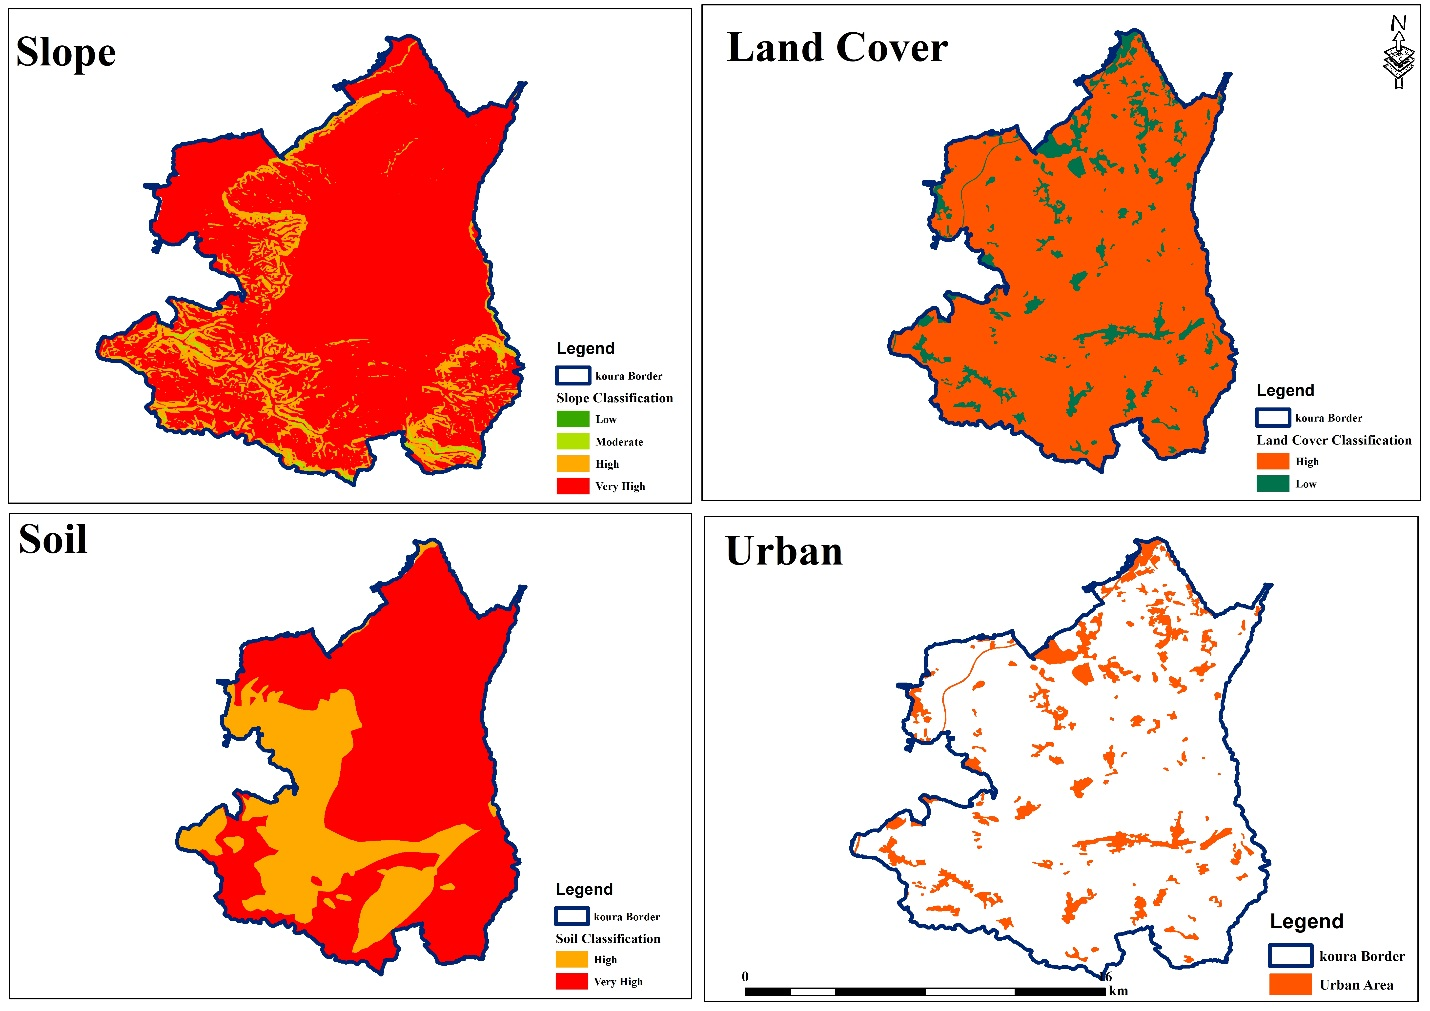 Slope
Legend
koura Border
Slope Classification
Low
Moderate
High
Very High
Land Cover
N
Legend
koura Border
Land Cover Classification
High
Low
Soil
Legend
koura Border
Soil Classification
High
Very High
Urban
Legend
koura Border
Urban Area
0
km